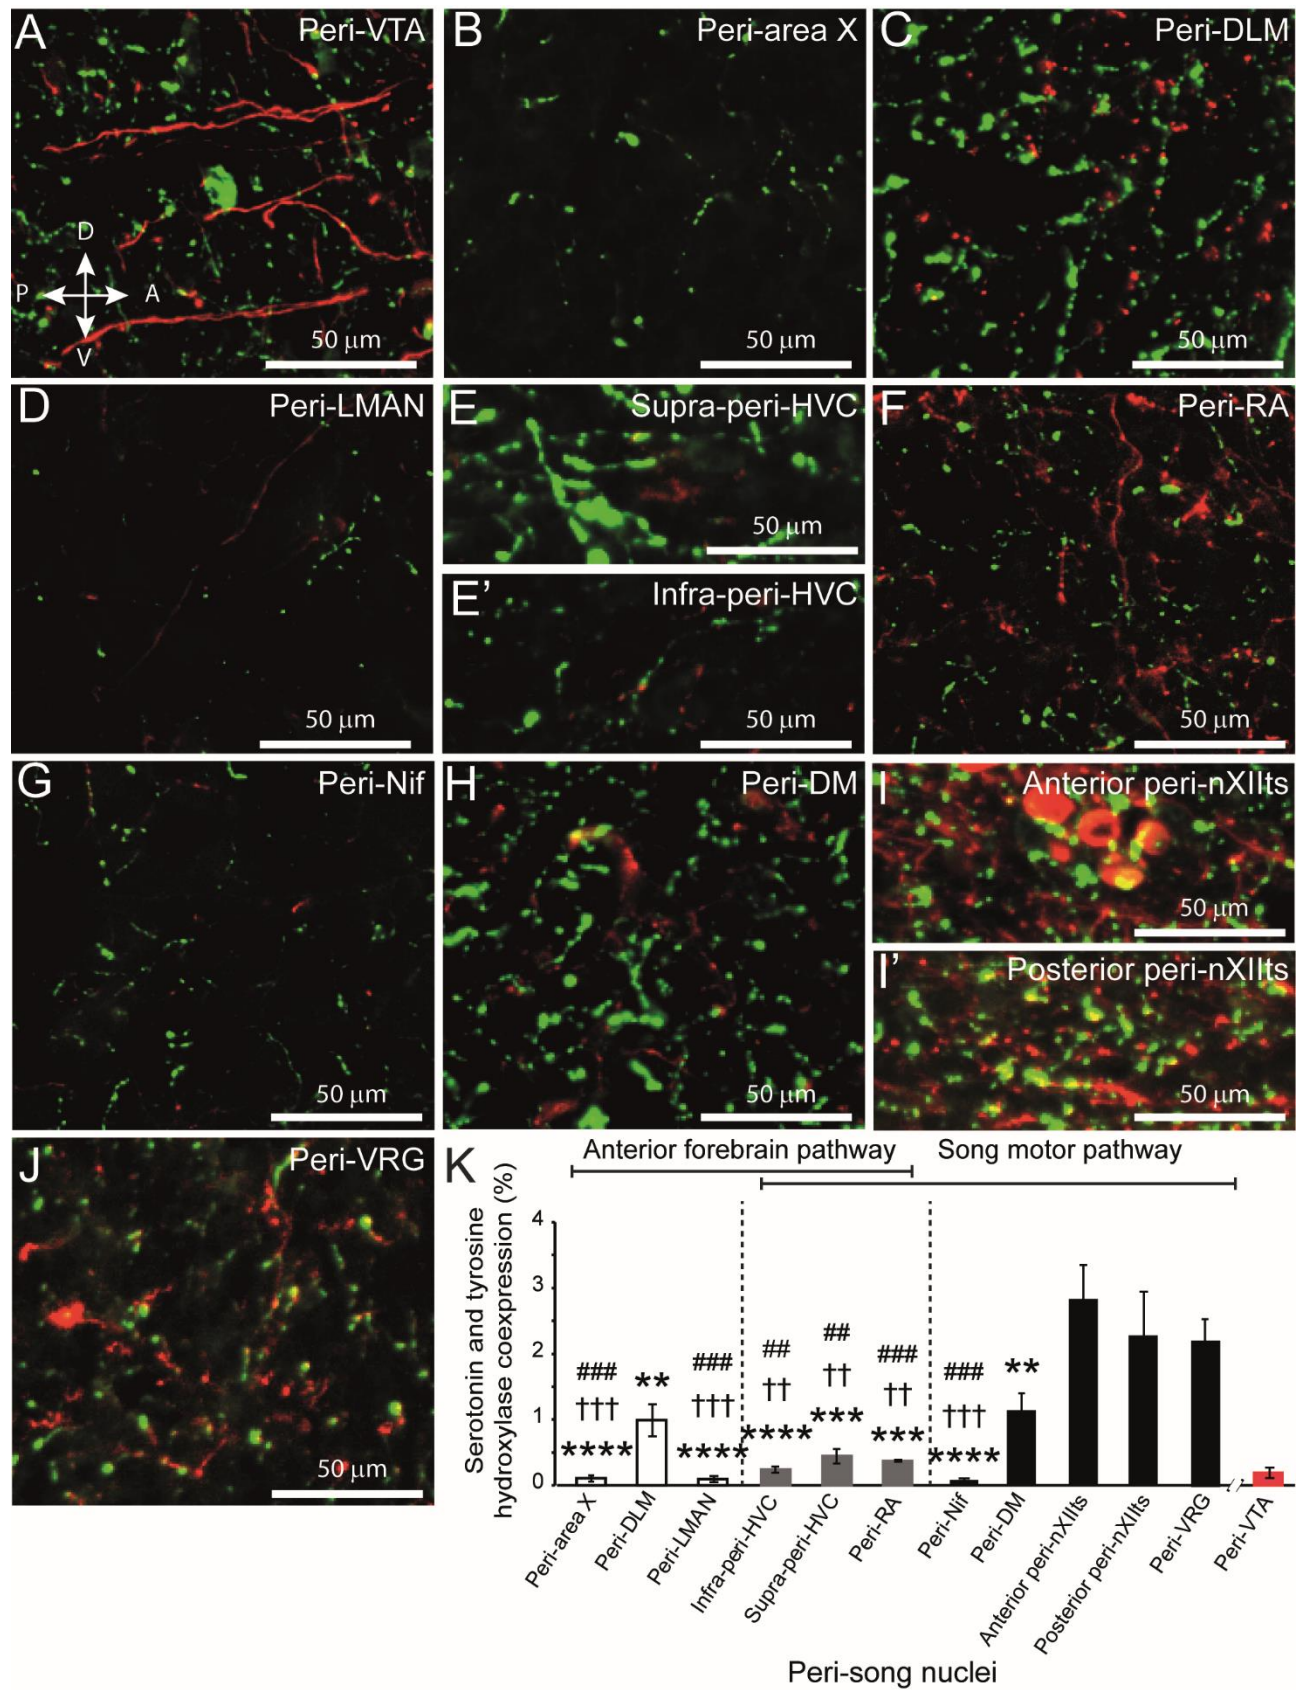 A Peri-VTA
D
P A
V
50 μm
B Peri-area X
50 μm
C Peri-DLM
50 μm
D Peri-LMAN
50 μm
E Supra-peri-HVC
50 μm
E’ Infra-peri-HVC
50 μm
F Peri-RA
50 μm
G Peri-Nif
50 μm
H Peri-DM
50 μm
I Anterior peri-nXIIts
50 μm
I’ Posterior peri-nXIIts
50 μm
J Peri-VRG
50 μm
K
Anterior forebrain pathway Song motor pathway
Serotonin and tyrosine
hydroxylase coexpression (%)
4
3
2
1
0
###
†††
****
**
###
†††
****
##
††
****
##
††
***
###
††
***
###
†††
****
**
Peri-area X
Peri-DLM
Peri-LMAN
Infra-peri-HVC
Supra-peri-HVC
Peri-RA
Peri-Nif
Peri-DM
Anterior peri-nXIIts
Posterior peri-nXIIts
Peri-VRG
Peri-VTA
Peri-song nuclei